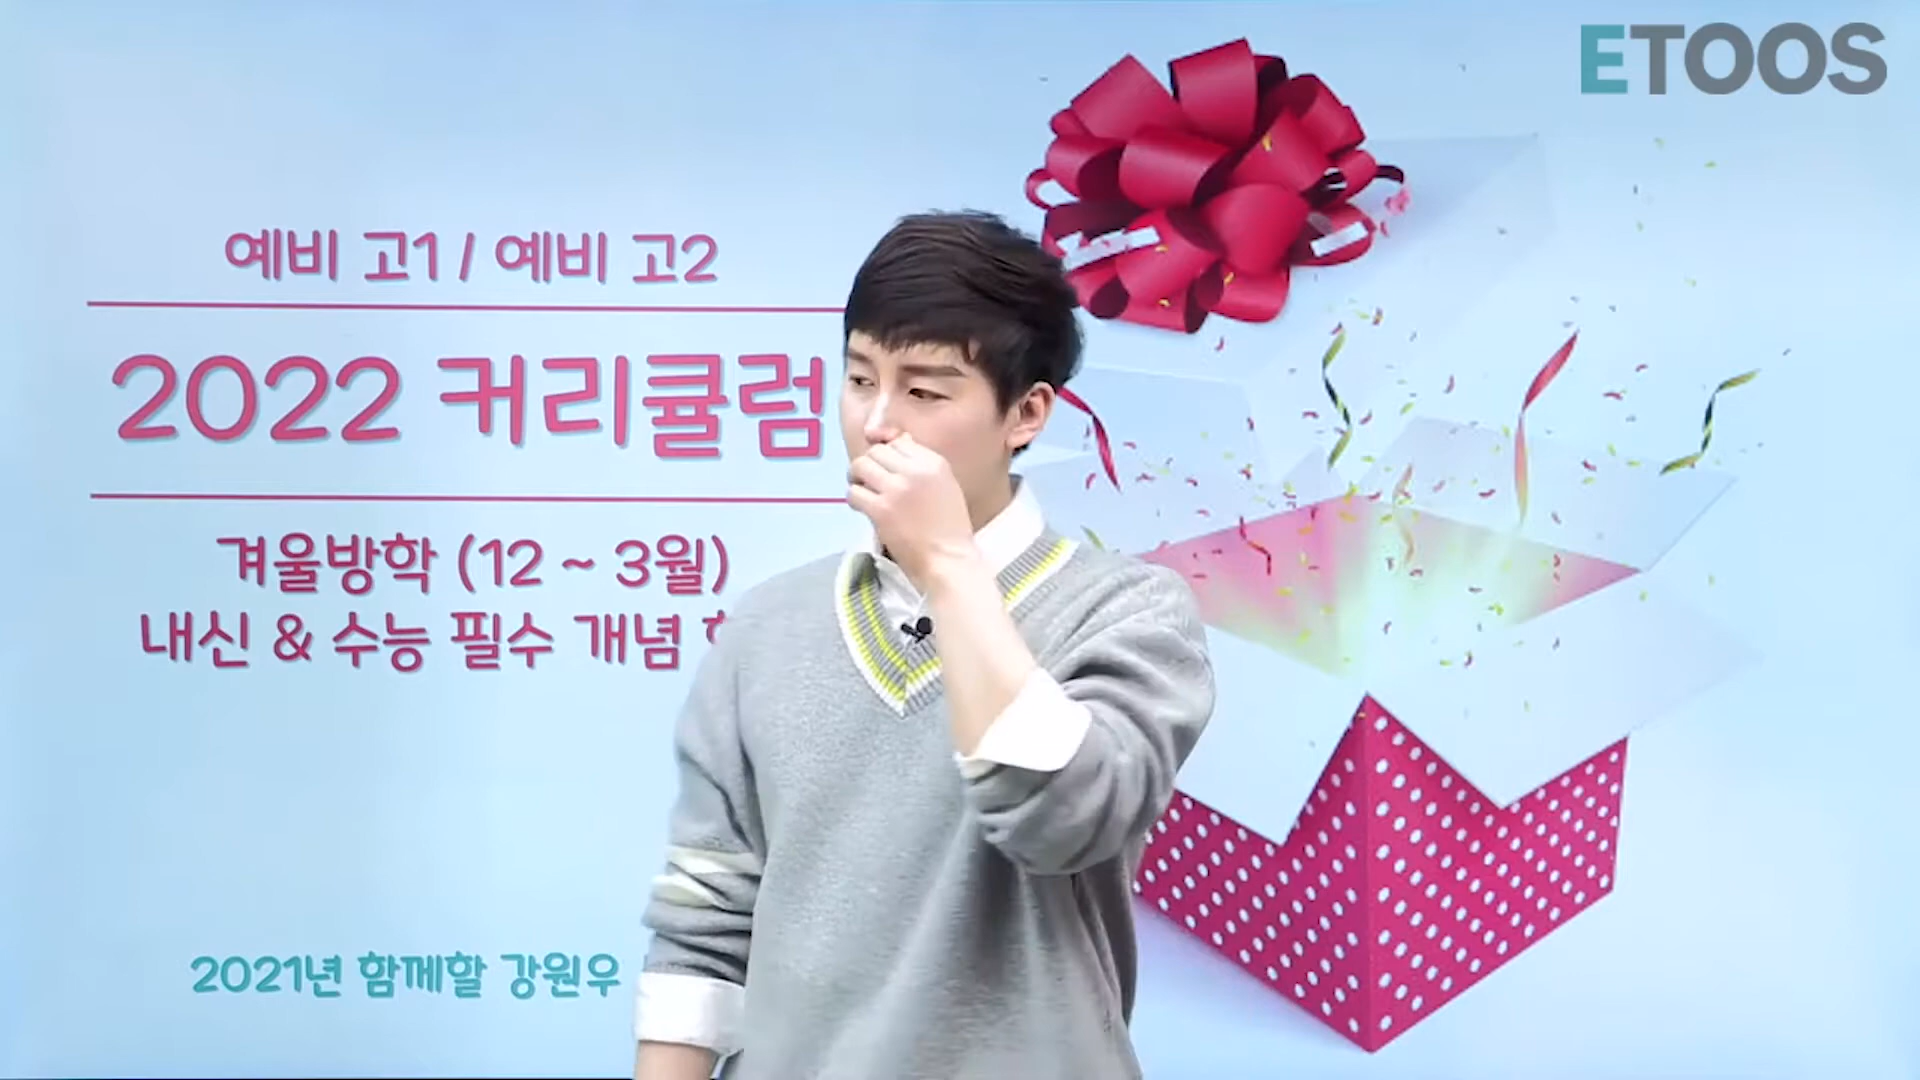 ETOOS
예비 고1 / 예비 고2
2022 커리큘럼
겨울방학 (12 ~ 3월)
내신 & 수능 필수 개념
2021년 함께할 강원우